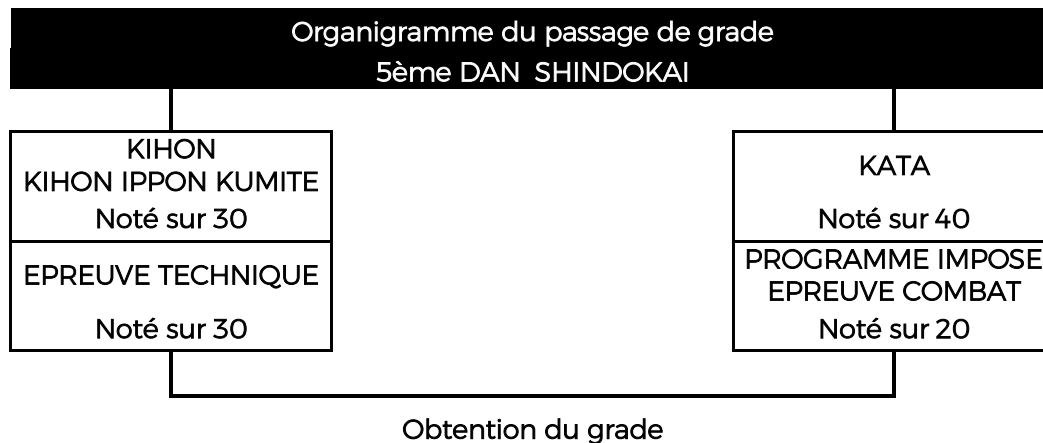 Organigramme du passage de grade
5ème DAN SHINDOKAI
KIHON
KIHON IPPON KUMITE
Noté sur 30
EPREUVE TECHNIQUE
Noté sur 30
KATA
Noté sur 40
PROGRAMME IMPOSE
EPREUVE COMBAT
Noté sur 20
Obtention du grade